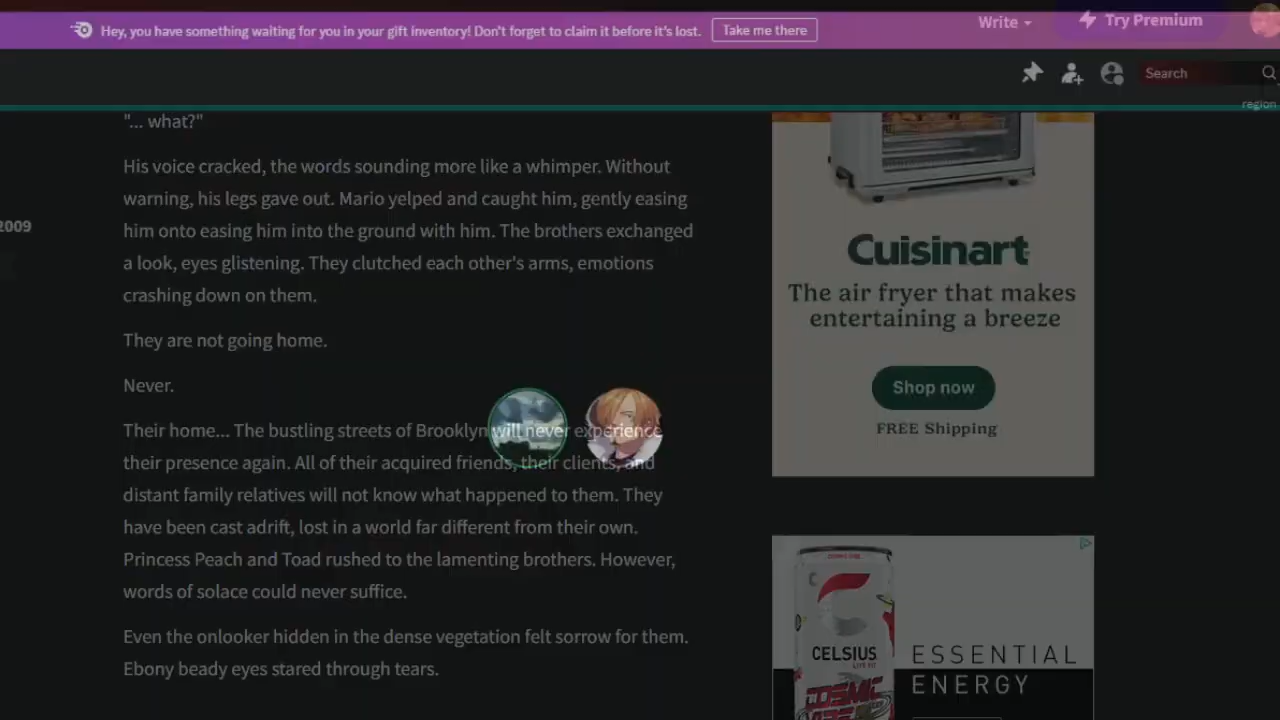 Hey, you have something waiting for you in your gift inventory! Don't forget to claim it before it's lost.
Take me there
Write
Try Premium
Search
region
"... what?"
His voice cracked, the words sounding more like a whimper. Without
warning, his legs gave out. Mario yelped and caught him, gently easing
him onto easing him into the ground with him. The brothers exchanged
a look, eyes glistening. They clutched each other's arms, emotions
crashing down on them.
They are not going home.
Never.
Their home... The bustling streets of Brooklyn will never experience
their presence again. All of their acquired friends, their clients, and
distant family relatives will not know what happened to them. They
have been cast adrift, lost in a world far different from their own.
Princess Peach and Toad rushed to the lamenting brothers. However,
words of solace could never suffice.
Even the onlooker hidden in the dense vegetation felt sorrow for them.
Ebony beady eyes stared through tears.
2009
Cuisinart
The air fryer that makes
entertaining a breeze
Shop now
FREE Shipping
CELSIUS
LIVE FIT
COSMIC
ESSENTIAL
ENERGY